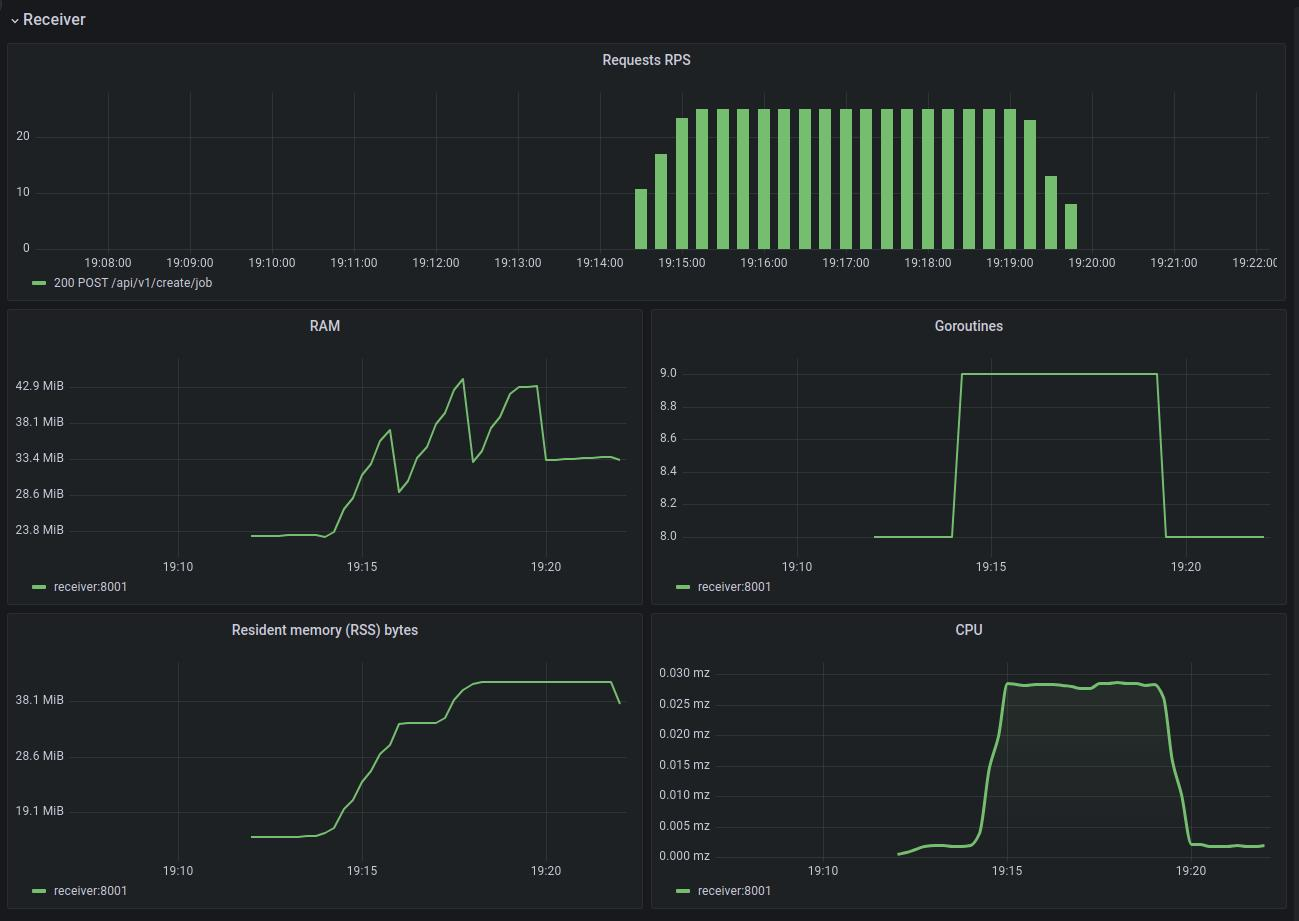 Receiver
Requests RPS
20
10
0
19:08:00 19:09:00 19:10:00 19:11:00 19:12:00 19:13:00 19:14:00 19:15:00 19:16:00 19:17:00 19:18:00 19:19:00 19:20:00 19:21:00 19:22:00
200 POST /api/v1/create/job
RAM
42.9 MiB
38.1 MiB
33.4 MiB
28.6 MiB
23.8 MiB
19:10 19:15 19:20
receiver:8001
Goroutines
9.0
8.8
8.6
8.4
8.2
8.0
19:10 19:15 19:20
receiver:8001
Resident memory (RSS) bytes
38.1 MiB
28.6 MiB
19.1 MiB
19:10 19:15 19:20
receiver:8001
CPU
0.030 mz
0.025 mz
0.020 mz
0.015 mz
0.010 mz
0.005 mz
0.000 mz
19:10 19:15 19:20
receiver:8001